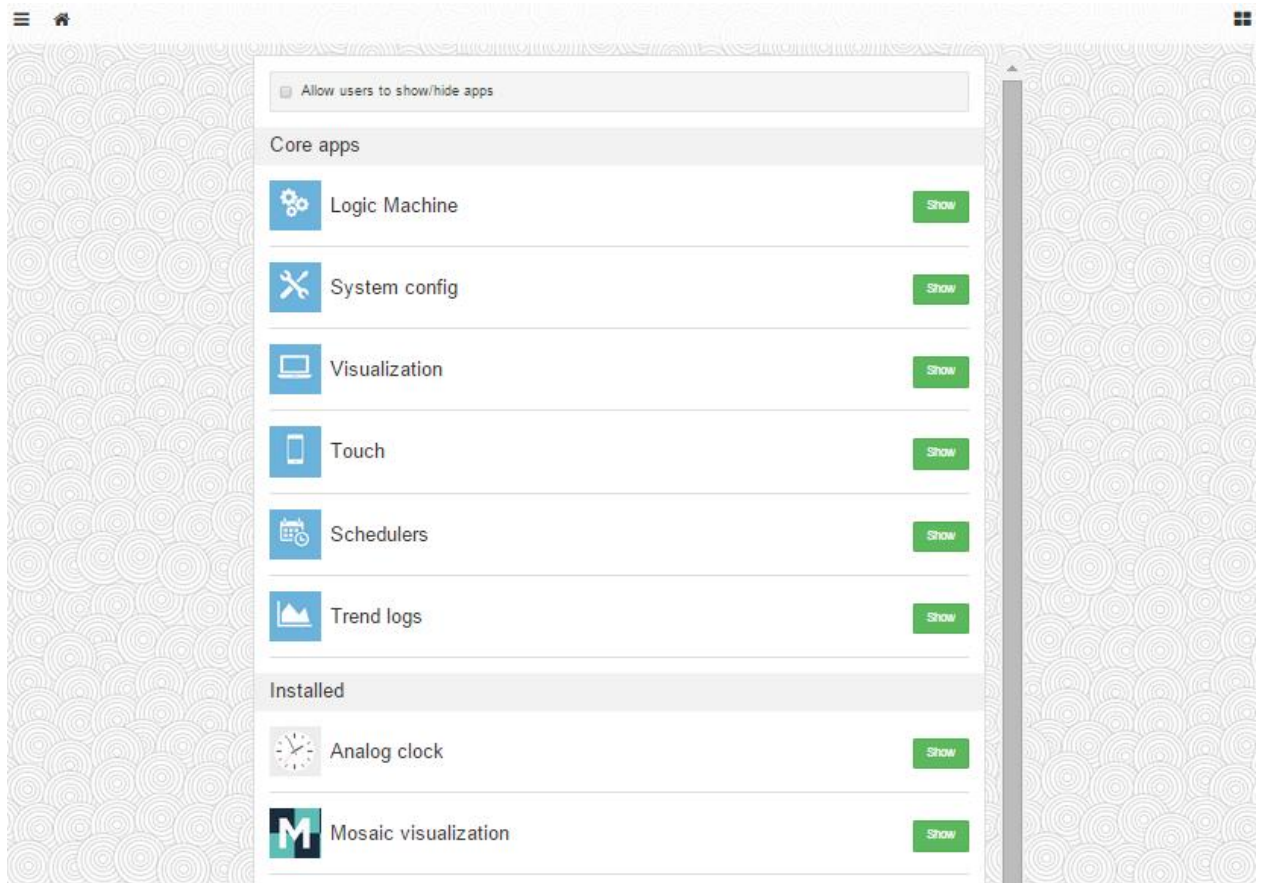 Allow users to show/hide apps
Core apps
Logic Machine Show
System config Show
Visualization Show
Touch Show
Schedulers Show
Trend logs Show
Installed
Analog clock Show
M Mosaic visualization Show